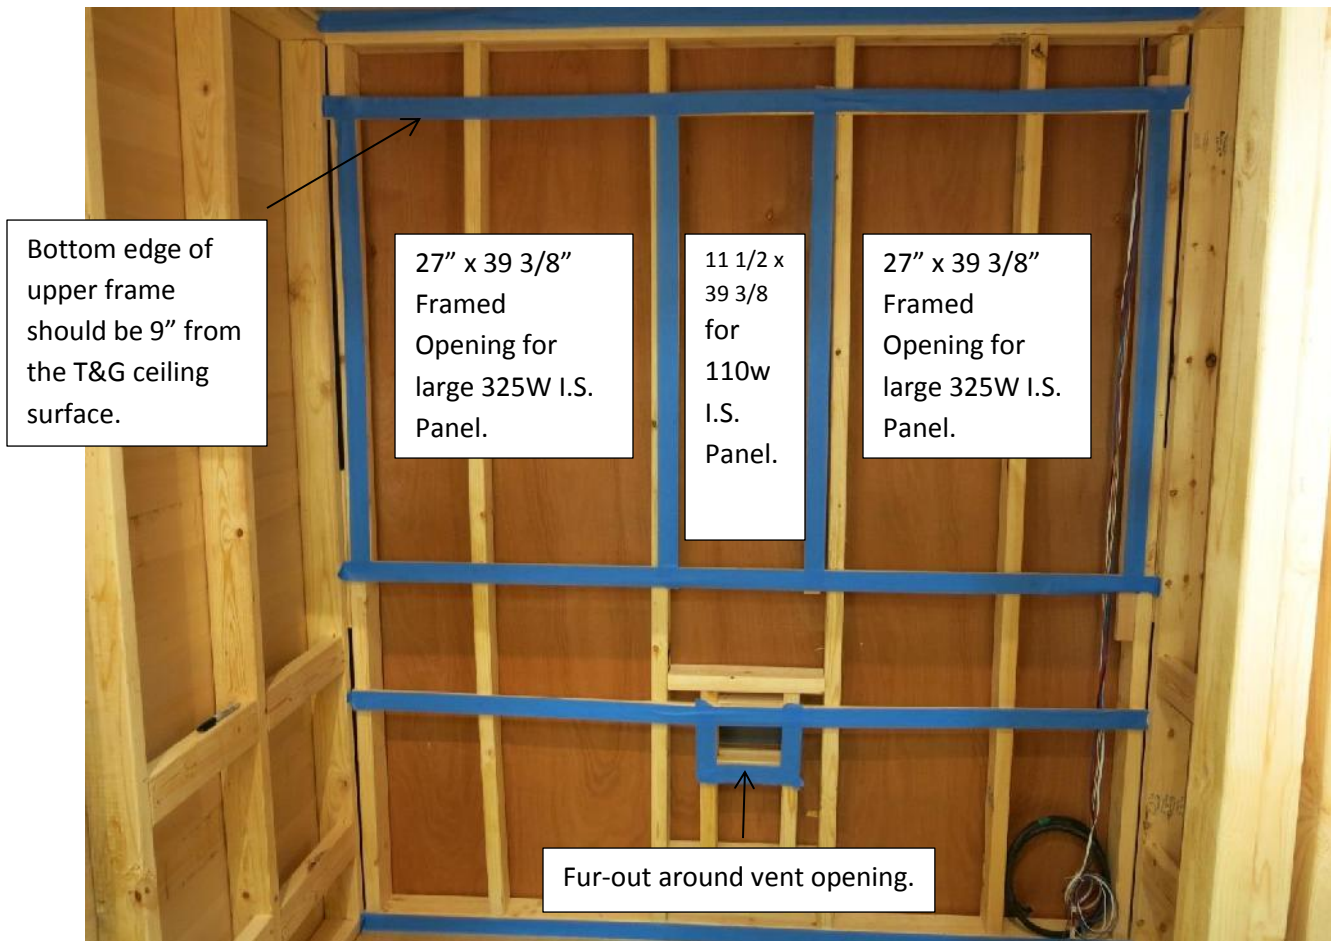 Bottom edge of
upper frame
should be 9” from
the T&G ceiling
surface.
27” x 39 3/8”
Framed
Opening for
large 325W I.S.
Panel.
11 1/2 x
39 3/8
for
110w
I.S.
Panel.
27” x 39 3/8”
Framed
Opening for
large 325W I.S.
Panel.
Fur-out around vent opening.